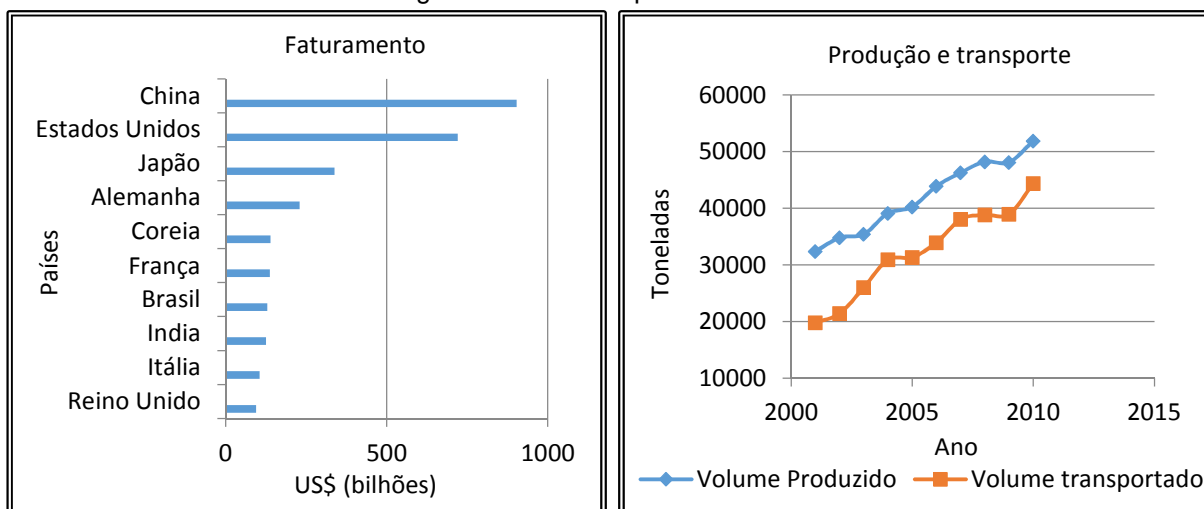 Faturamento
Países
China
Estados Unidos
Japão
Alemanha
Coreia
França
Brasil
India
Itália
Reino Unido
0 500 1000
US$ (bilhões)
Produção e transporte
Toneladas
60000
50000
40000
30000
20000
10000
2000 2005 2010 2015
Ano
Volume Produzido Volume transportado